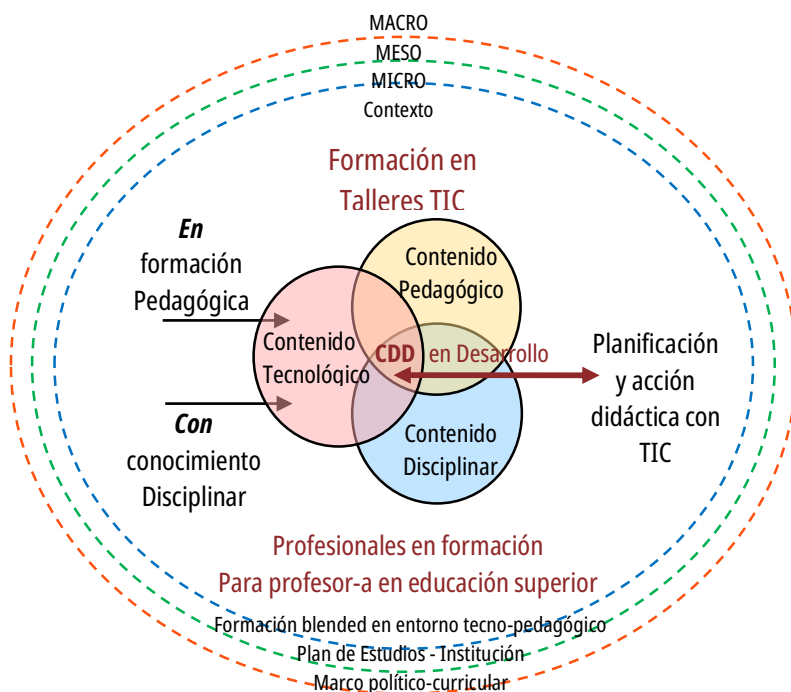 MACRO
MESO
MICRO
Contexto
Formación en
Talleres TIC
En
formación
Pedagógica
Contenido
Pedagógico
Contenido
Tecnológico
CDD en Desarrollo
Planificación
y acción
didáctica con
TIC
Con
conocimiento
Disciplinar
Contenido
Disciplinar
Profesionales en formación
Para profesor-a en educación superior
Formación blended en entorno tecno-pedagógico
Plan de Estudios - Institución
Marco político-curricular